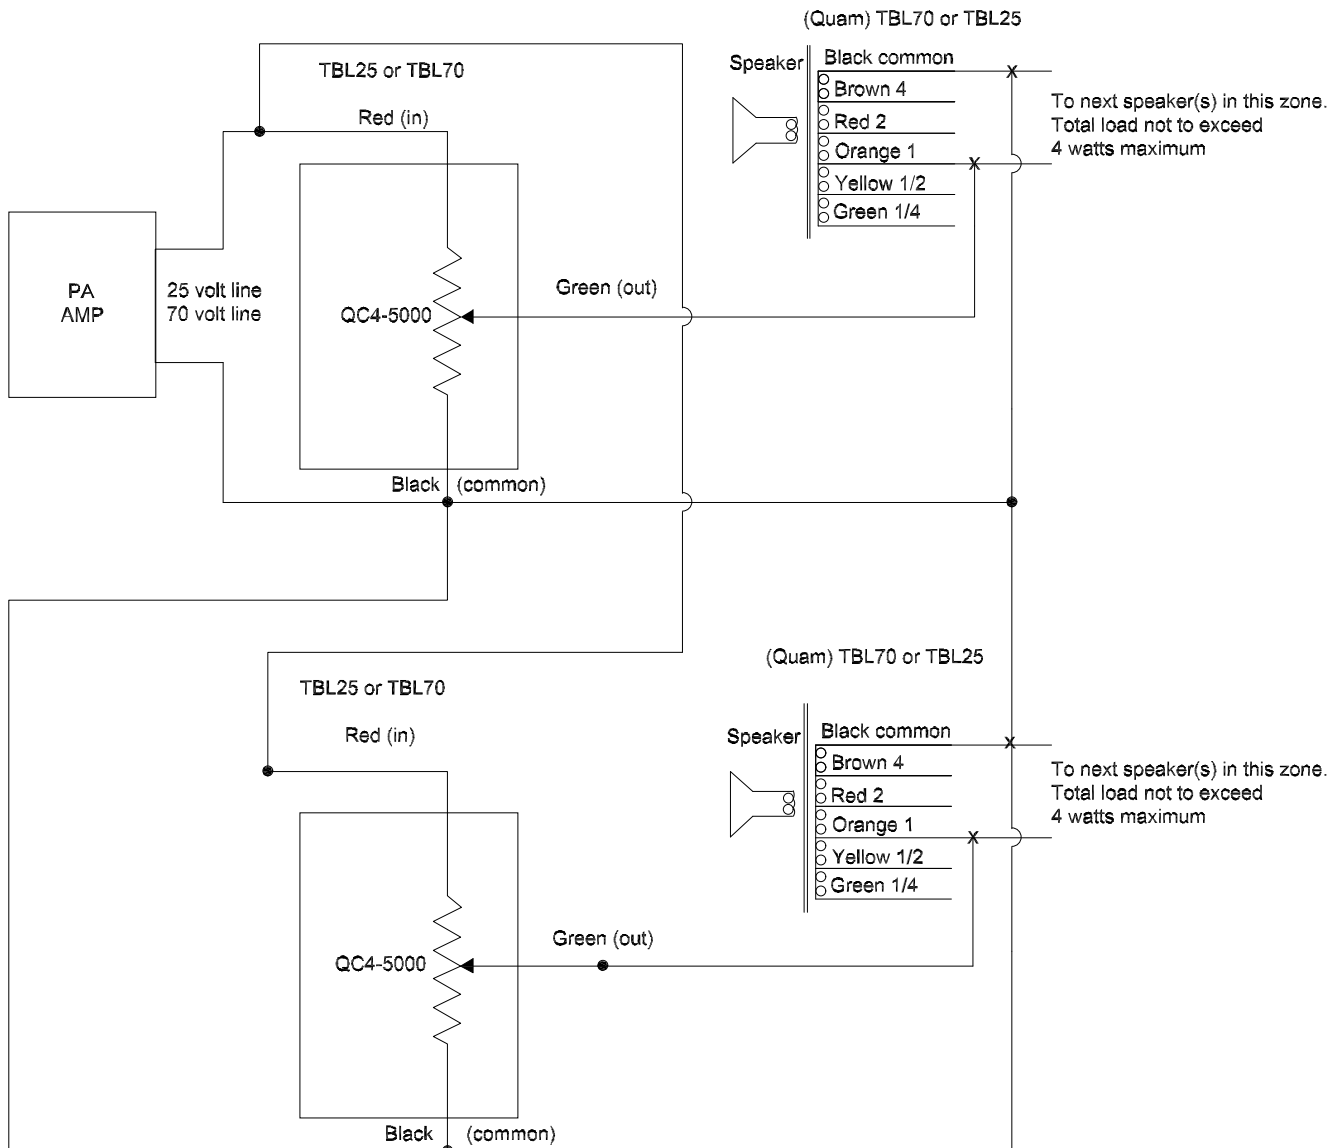 (Quam) TBL70 or TBL25
TBL25 or TBL70
Red (in)
Speaker
Black common
Brown 4
Red 2
Orange 1
Yellow 1/2
Green 1/4
To next speaker(s) in this zone.
Total load not to exceed
4 watts maximum
PA
AMP
25 volt line
70 volt line
QC4-5000
Green (out)
Black (common)
(Quam) TBL70 or TBL25
TBL25 or TBL70
Red (in)
Speaker
Black common
Brown 4
Red 2
Orange 1
Yellow 1/2
Green 1/4
To next speaker(s) in this zone.
Total load not to exceed
4 watts maximum
QC4-5000
Green (out)
Black (common)